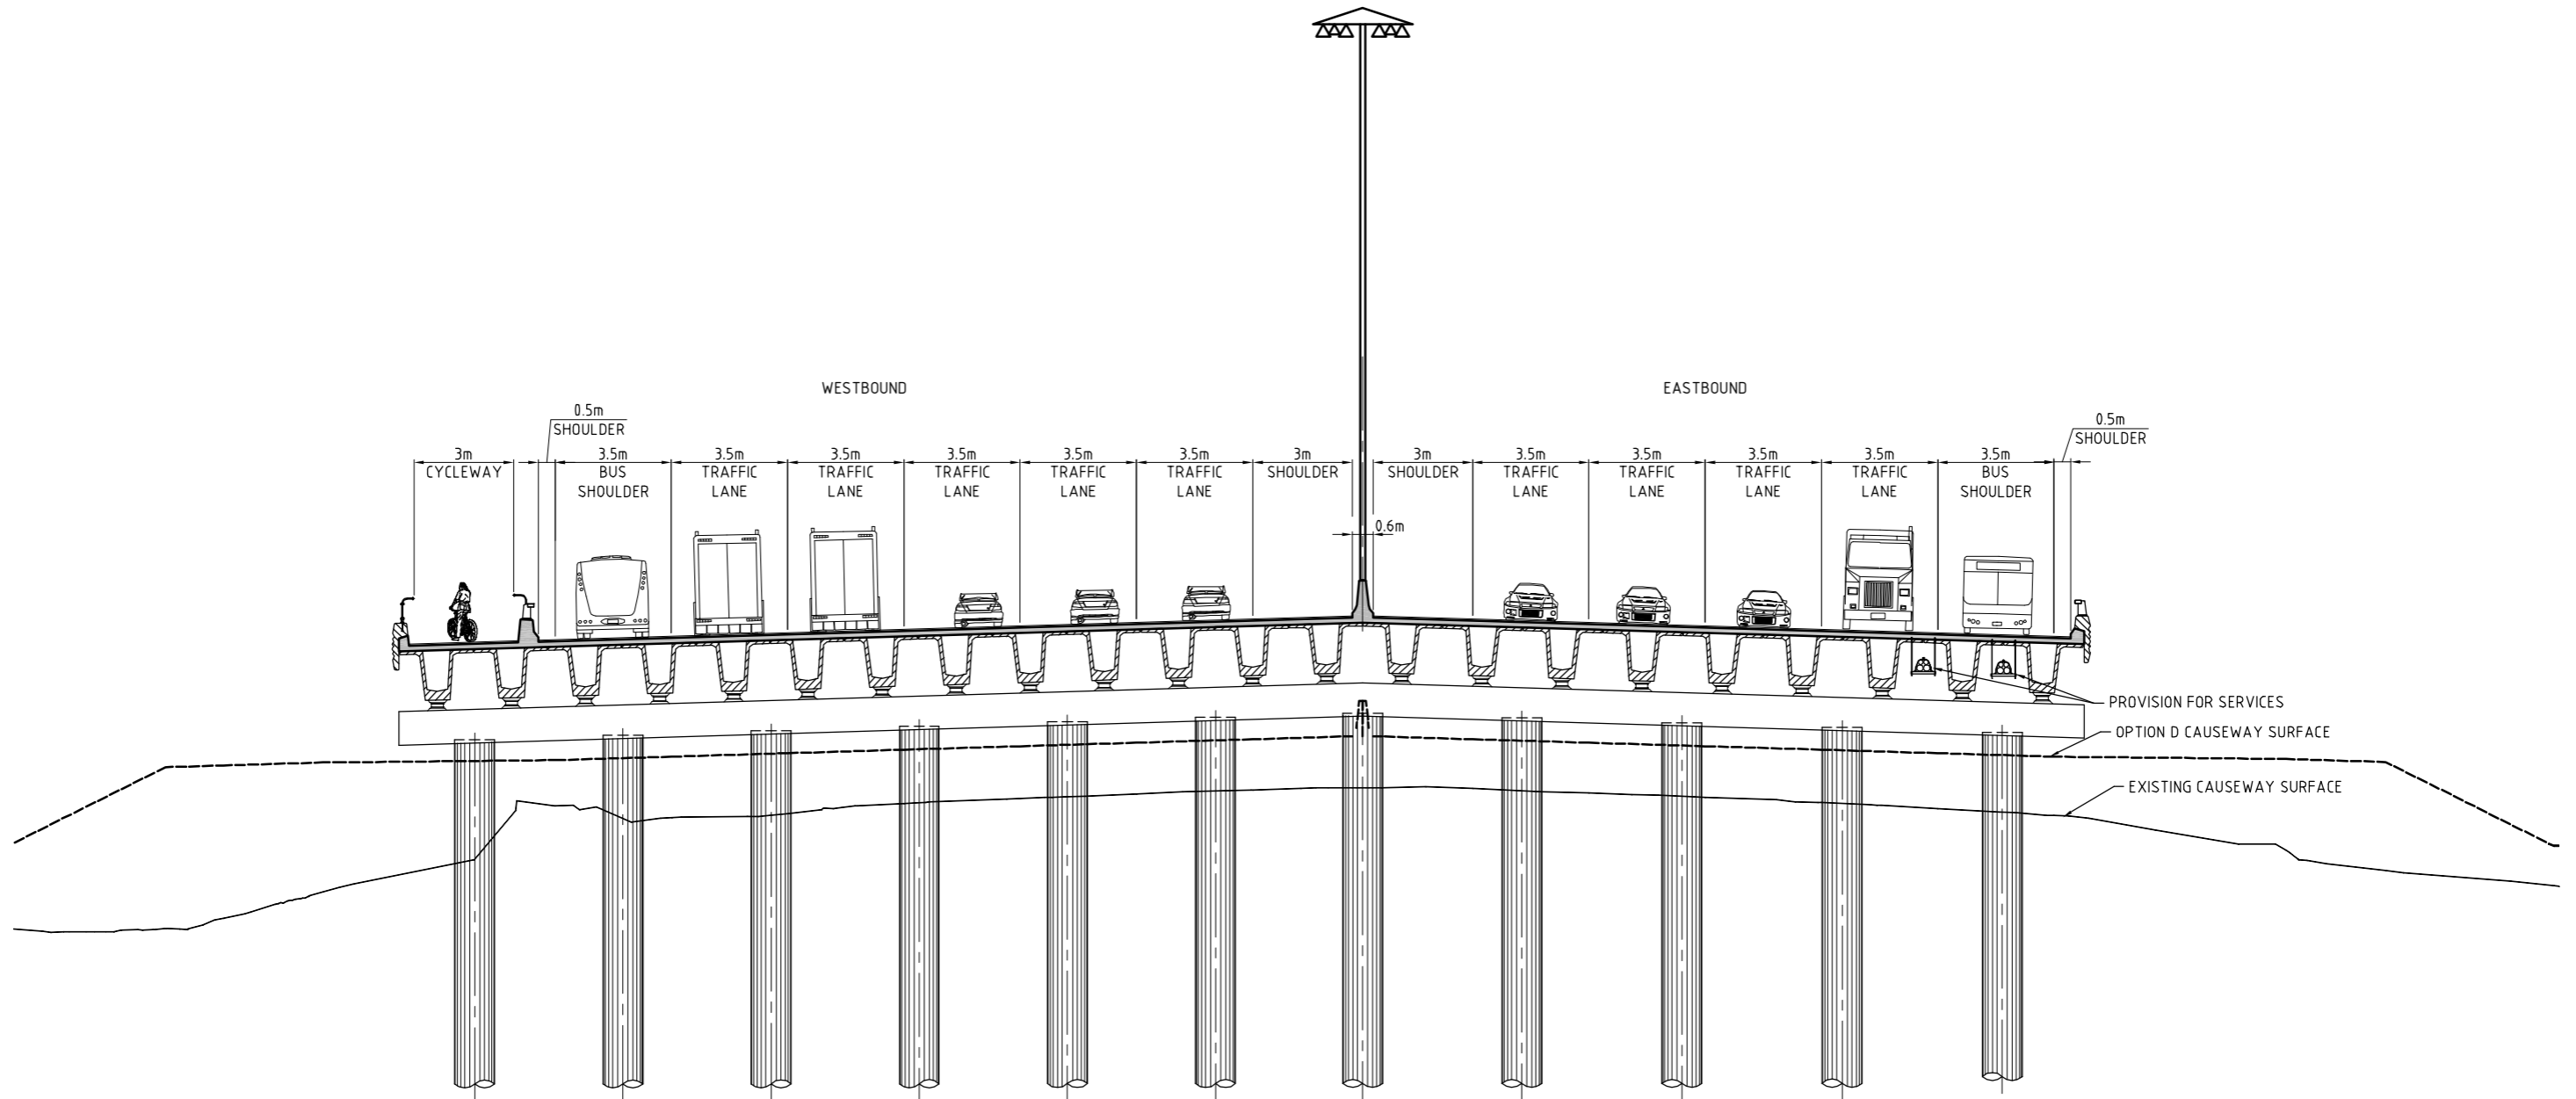 WESTBOUND
EASTBOUND
0.5m
SHOULDER
0.5m
SHOULDER
3m
CYCLEWAY
3.5m
BUS
SHOULDER
3.5m
TRAFFIC
LANE
3.5m
TRAFFIC
LANE
3.5m
TRAFFIC
LANE
3.5m
TRAFFIC
LANE
3.5m
TRAFFIC
LANE
3m
SHOULDER
3m
SHOULDER
3.5m
TRAFFIC
LANE
3.5m
TRAFFIC
LANE
3.5m
TRAFFIC
LANE
3.5m
TRAFFIC
LANE
3.5m
BUS
SHOULDER
0.6m
PROVISION FOR SERVICES
OPTION D CAUSEWAY SURFACE
EXISTING CAUSEWAY SURFACE